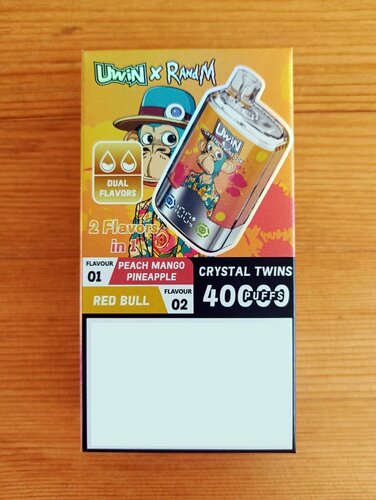 UWiN x RANDM
UWiN
DUAL
FLAVORS
2 Flavors
in 1
FLAVOUR
01
PEACH MANGO
PINEAPPLE
CRYSTAL TWINS
RED BULL
FLAVOUR
02
40000
PUFFS